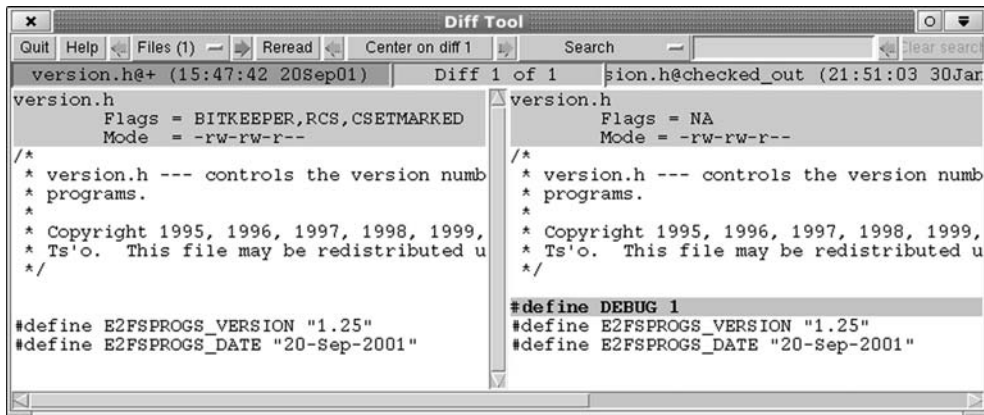 Diff Tool
Quit Help Files (1) Reread Center on diff 1 Search Clear search
version.h@+ (15:47:42 20Sep01) Diff 1 of 1 sion.h@checked_out (21:51:03 30Jan
version.h
Flags = BITKEEPER,RCS,CSETMARKED
Mode = -rw-rw-r--
/*
* version.h --- controls the version numb
* programs.
*
* Copyright 1995, 1996, 1997, 1998, 1999,
* Ts'o. This file may be redistributed u
*/
#define E2FSPROGS_VERSION "1.25"
#define E2FSPROGS_DATE "20-Sep-2001"
version.h
Flags = NA
Mode = -rw-rw-r--
/*
* version.h --- controls the version numb
* programs.
*
* Copyright 1995, 1996, 1997, 1998, 1999,
* Ts'o. This file may be redistributed u
*/
#define DEBUG 1
#define E2FSPROGS_VERSION "1.25"
#define E2FSPROGS_DATE "20-Sep-2001"